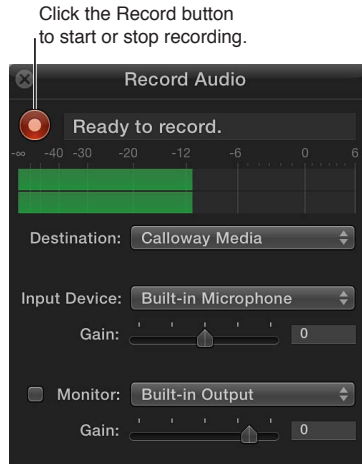 Click the Record button
to start or stop recording.
Record Audio
Ready to record.
-∞ -40 -30 -20 -12 -6 0 6
Destination: Calloway Media
Input Device: Built-in Microphone
Gain: 0
Monitor: Built-in Output
Gain: 0